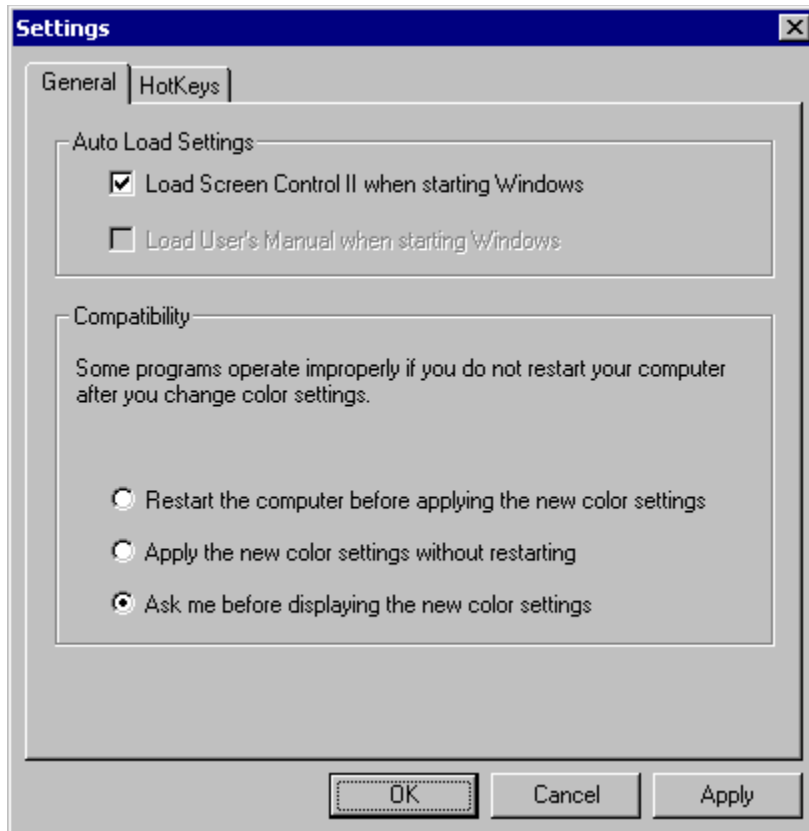 Settings
General HotKeys
Auto Load Settings
Load Screen Control II when starting Windows
Load User's Manual when starting Windows
Compatibility
Some programs operate improperly if you do not restart your computer
after you change color settings.
Restart the computer before applying the new color settings
Apply the new color settings without restarting
Ask me before displaying the new color settings
OK Cancel Apply